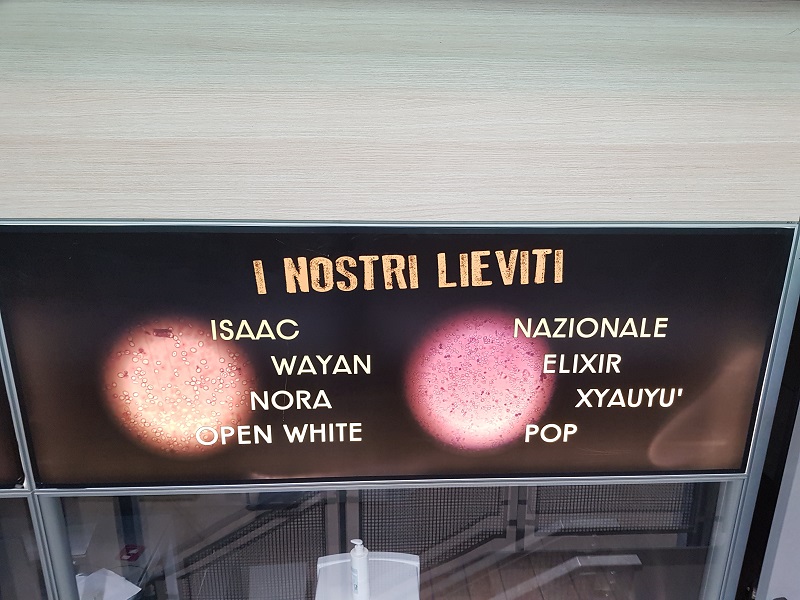 I NOSTRI LIEVITI
ISAAC
WAYAN
NORA
OPEN WHITE
NAZIONALE
ELIXIR
XYAUYU'
POP